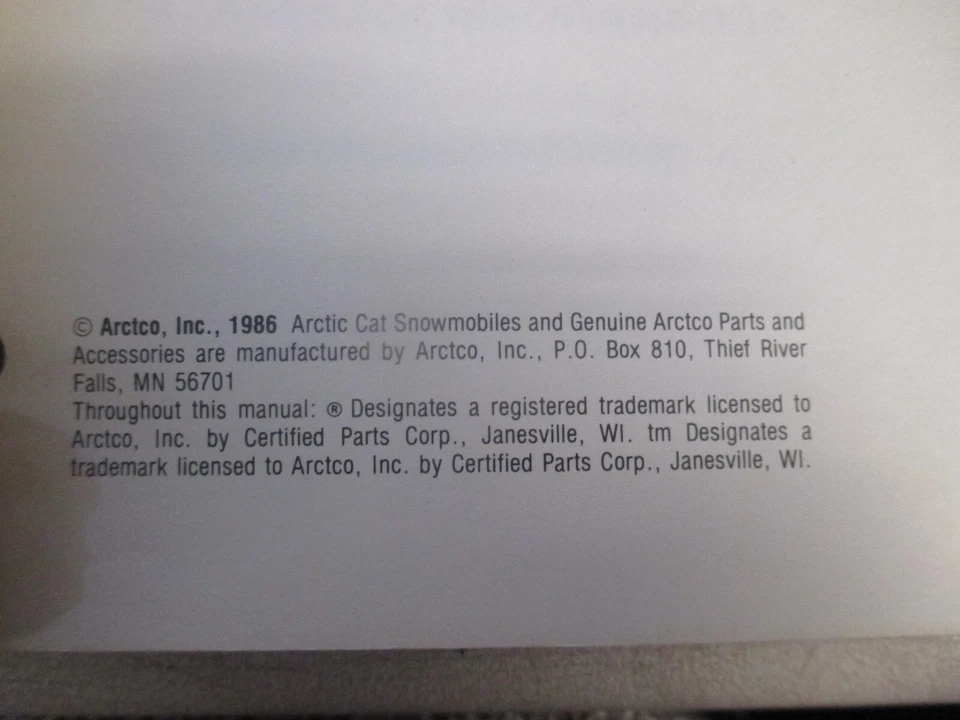 © Arctco, Inc., 1986 Arctic Cat Snowmobiles and Genuine Arctco Parts and
Accessories are manufactured by Arctco, Inc., P.O. Box 810, Thief River
Falls, MN 56701
Throughout this manual: ® Designates a registered trademark licensed to
Arctco, Inc. by Certified Parts Corp., Janesville, WI. tm Designates a
trademark licensed to Arctco, Inc. by Certified Parts Corp., Janesville, WI.